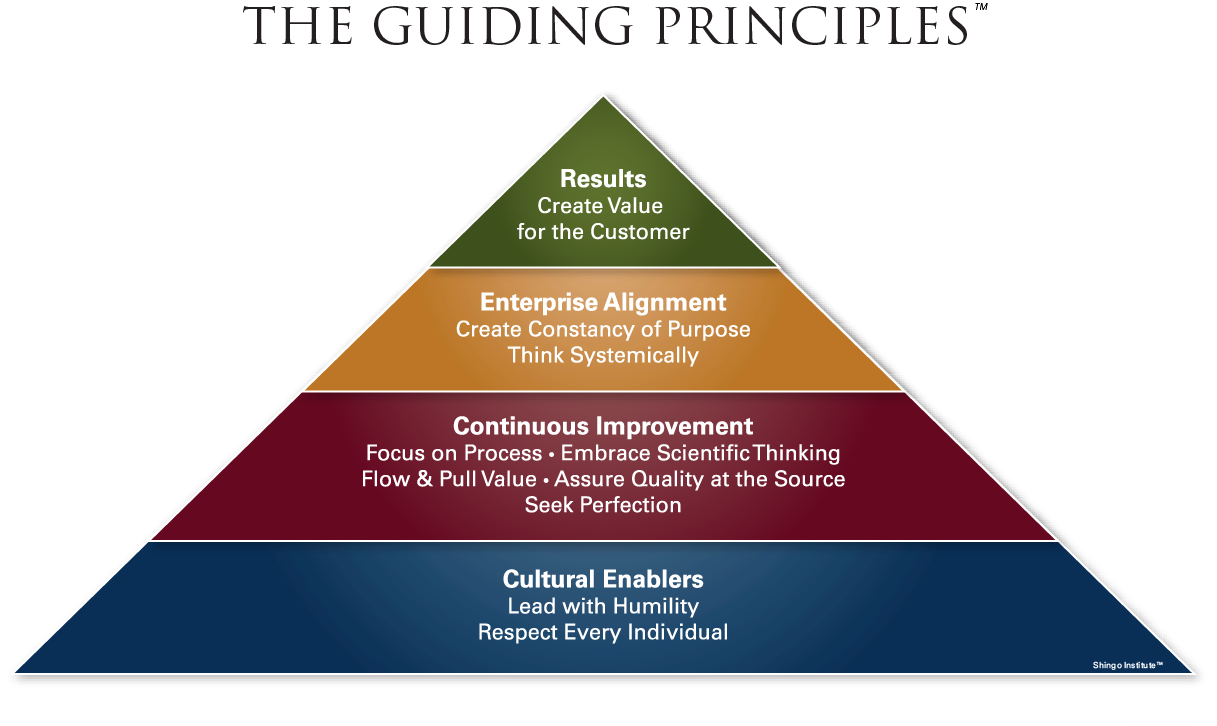 THE GUIDING PRINCIPLES™
Results
Create Value
for the Customer
Enterprise Alignment
Create Constancy of Purpose
Think Systemically
Continuous Improvement
Focus on Process • Embrace Scientific Thinking
Flow & Pull Value • Assure Quality at the Source
Seek Perfection
Cultural Enablers
Lead with Humility
Respect Every Individual
Shingo Institute™